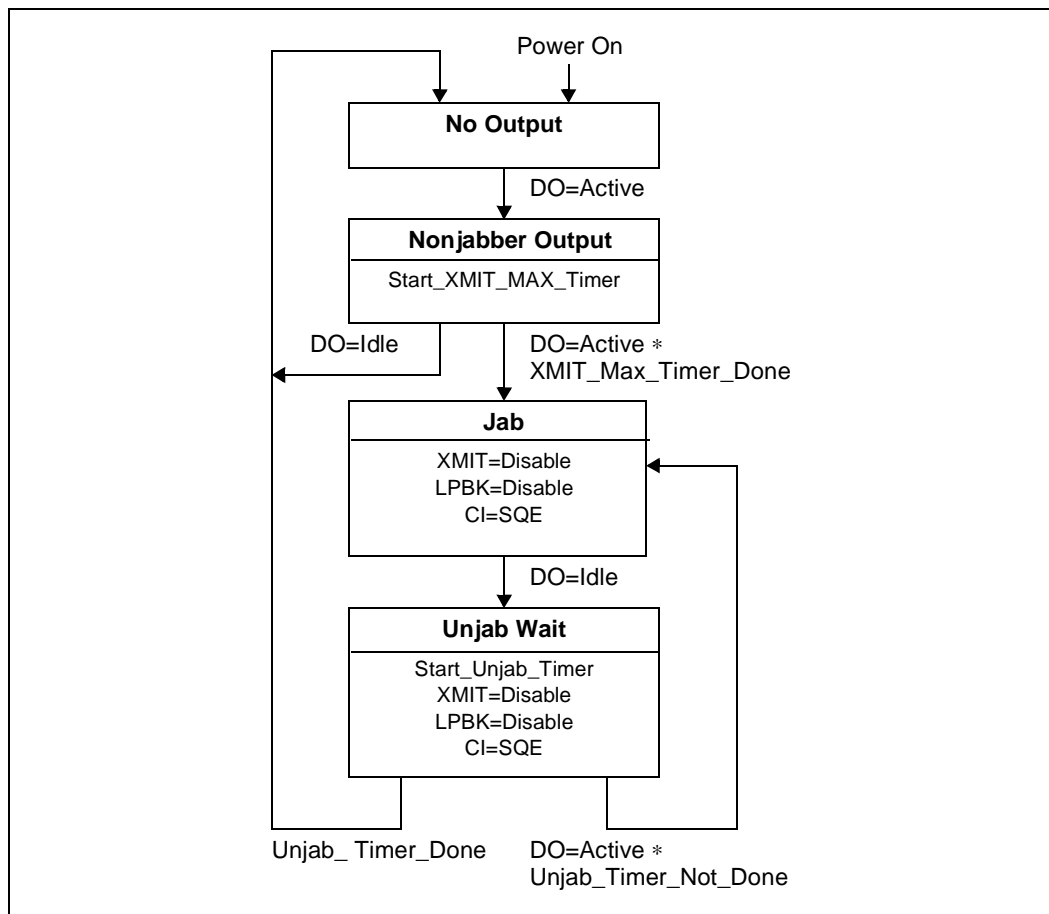 Power On
No Output
DO=Active
Nonjabber Output
Start_XMIT_MAX_Timer
DO=Idle
DO=Active *
XMIT_Max_Timer_Done
Jab
XMIT=Disable
LPBK=Disable
CI=SQE
DO=Idle
Unjab Wait
Start_Unjab_Timer
XMIT=Disable
LPBK=Disable
CI=SQE
Unjab_ Timer_Done
DO=Active *
Unjab_Timer_Not_Done